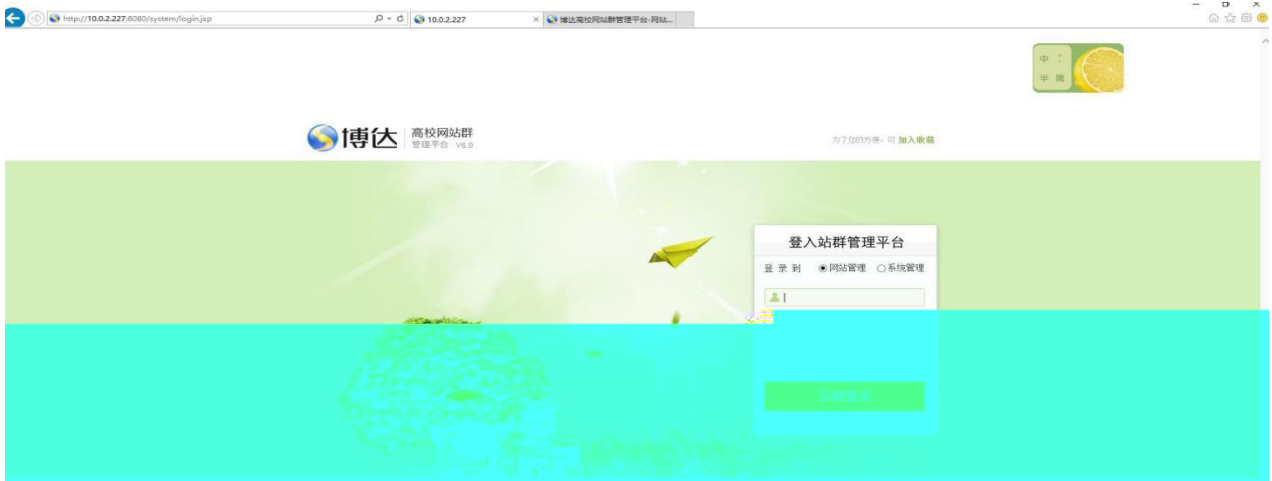 http://10.0.2.227:8080/system/login.jsp
10.0.2.227
博达高校网站群管理平台-网站...
中
半 简
博达
高校网站群
管理平台 V6.0
为了您的方便,可 加入收藏
登入站群管理平台
登 录 到 网站管理 系统管理